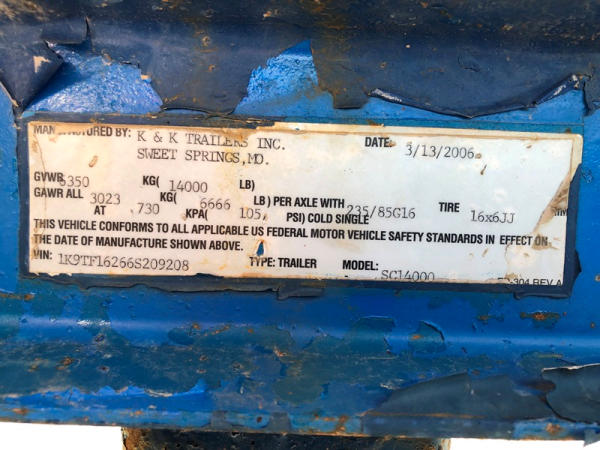 MANUFACTURED BY: K & K TRAILERS INC. DATE: 3/13/2006
SWEET SPRINGS, MO.
GVWR 6350 KG( 14000 LB)
GAWR ALL 3023 KG( 6666 LB) PER AXLE WITH 235/85G16 TIRE 16x6JJ RIM
AT 730 KPA( 105 PSI) COLD SINGLE
THIS VEHICLE CONFORMS TO ALL APPLICABLE US FEDERAL MOTOR VEHICLE SAFETY STANDARDS IN EFFECT ON
THE DATE OF MANUFACTURE SHOWN ABOVE.
VIN: 1K9TF16266S209208 TYPE: TRAILER MODEL: SC14000
304 REV A